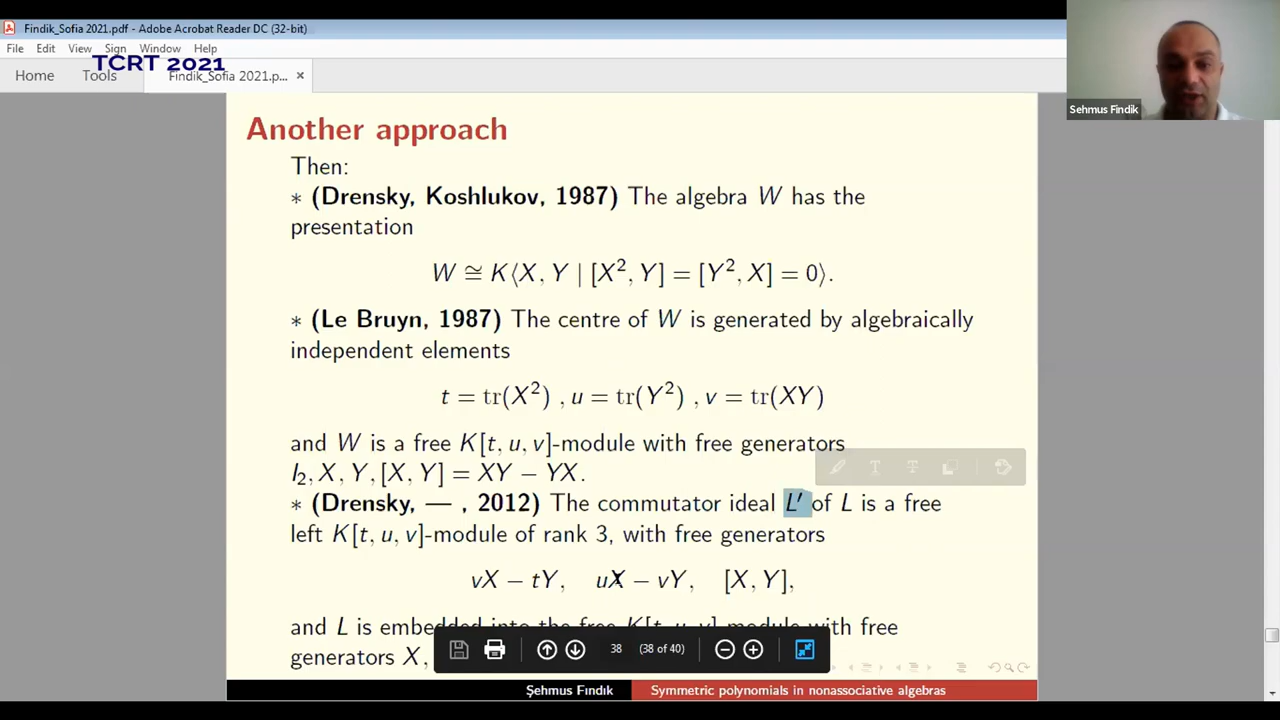 Findik_Sofia 2021.pdf - Adobe Acrobat Reader DC (32-bit)
File Edit View Sign Window Help
TCRT 2021
Home Tools Findik_Sofia 2021.p... ×
Sehmus Findik
Another approach
Then:
∗ (Drensky, Koshlukov, 1987) The algebra W has the
presentation
W ≅ K⟨X, Y | [X², Y] = [Y², X] = 0⟩.
∗ (Le Bruyn, 1987) The centre of W is generated by algebraically
independent elements
t = tr(X²) , u = tr(Y²) , v = tr(XY)
and W is a free K[t, u, v]-module with free generators
I₂, X, Y, [X, Y] = XY − YX.
∗ (Drensky, — , 2012) The commutator ideal L′ of L is a free
left K[t, u, v]-module of rank 3, with free generators
vX − tY, uX − vY, [X, Y],
and L is embedded into the free K[t, u, v]-module with free
generators X,
38 (38 of 40)
Şehmus Fındık Symmetric polynomials in nonassociative algebras